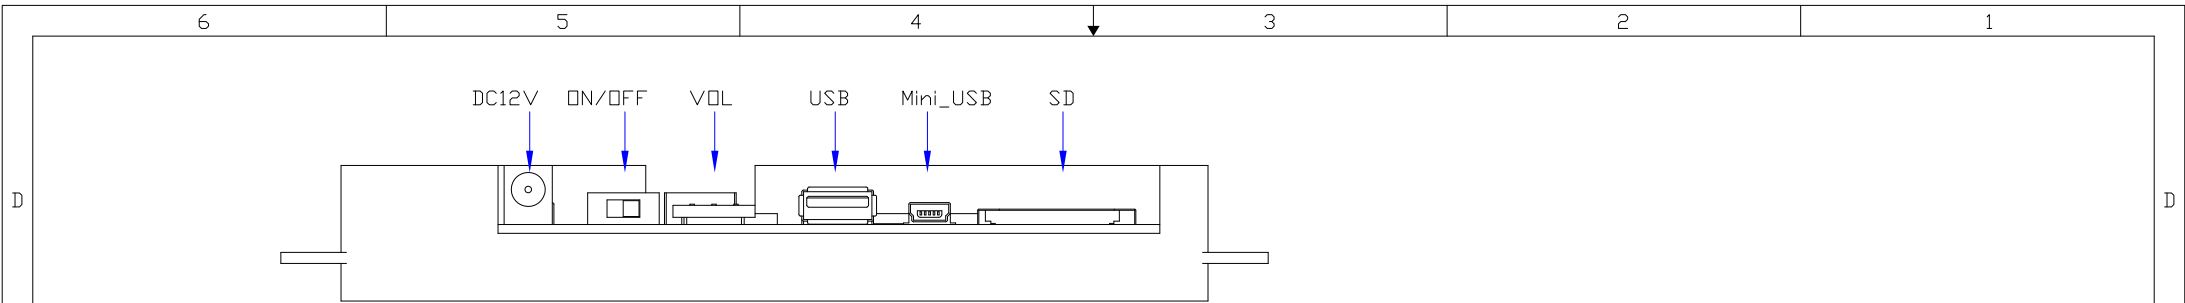 6 5 4 3 2 1
DC12V ON/OFF VOL USB Mini_USB SD
D D